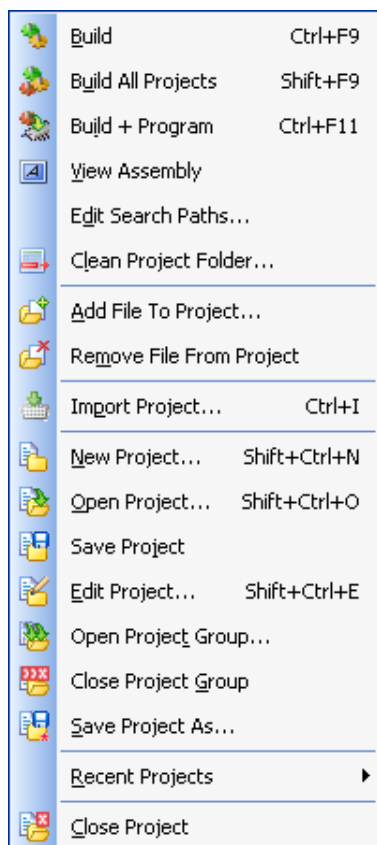 Build Ctrl+F9
Build All Projects Shift+F9
Build + Program Ctrl+F11
View Assembly
Edit Search Paths...
Clean Project Folder...
Add File To Project...
Remove File From Project
Import Project... Ctrl+I
New Project... Shift+Ctrl+N
Open Project... Shift+Ctrl+O
Save Project
Edit Project... Shift+Ctrl+E
Open Project Group...
Close Project Group
Save Project As...
Recent Projects
Close Project